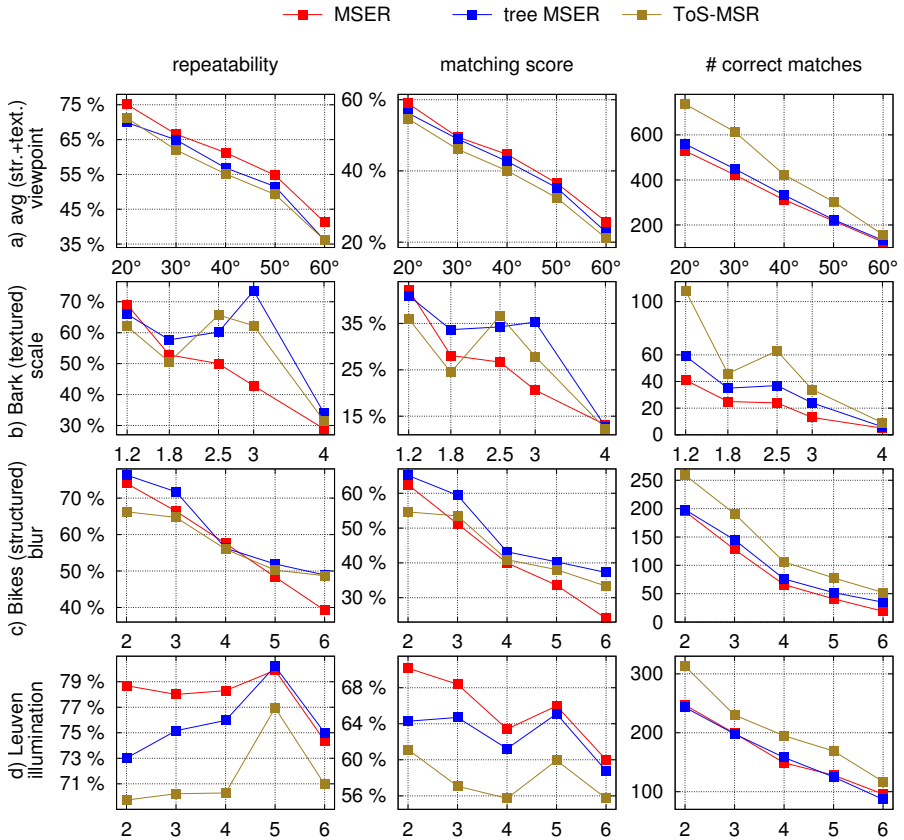 MSER tree MSER ToS-MSR
repeatability matching score # correct matches
a) avg (str.+text.)
viewpoint
75 %
65 %
55 %
45 %
35 %
20° 30° 40° 50° 60°
60 %
40 %
20 %
20° 30° 40° 50° 60°
600
400
200
20° 30° 40° 50° 60°
b) Bark (textured)
scale
70 %
60 %
50 %
40 %
30 %
1.2 1.8 2.5 3 4
35 %
15 %
1.2 1.8 2.5 3 4
100
60
40
20
0
1.2 1.8 2.5 3 4
c) Bikes (structured)
blur
70 %
60 %
50 %
40 %
2 3 4 5 6
60 %
50 %
40 %
30 %
2 3 4 5 6
250
200
150
100
50
0
2 3 4 5 6
d) Leuven
illumination
79 %
75 %
73 %
71 %
2 3 4 5 6
68 %
64 %
60 %
56 %
2 3 4 5 6
300
200
100
2 3 4 5 6